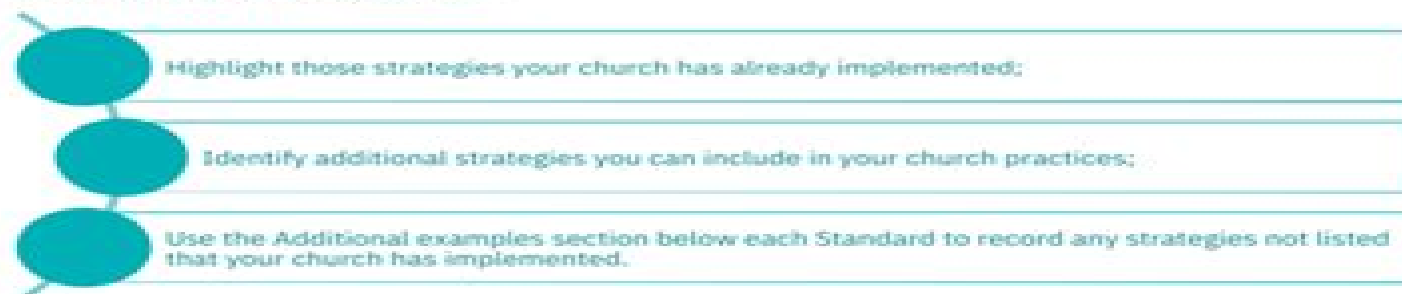 Highlight those strategies your church has already implemented;
Identify additional strategies you can include in your church practices;
Use the Additional examples section below each Standard to record any strategies not listed
that your church has implemented.